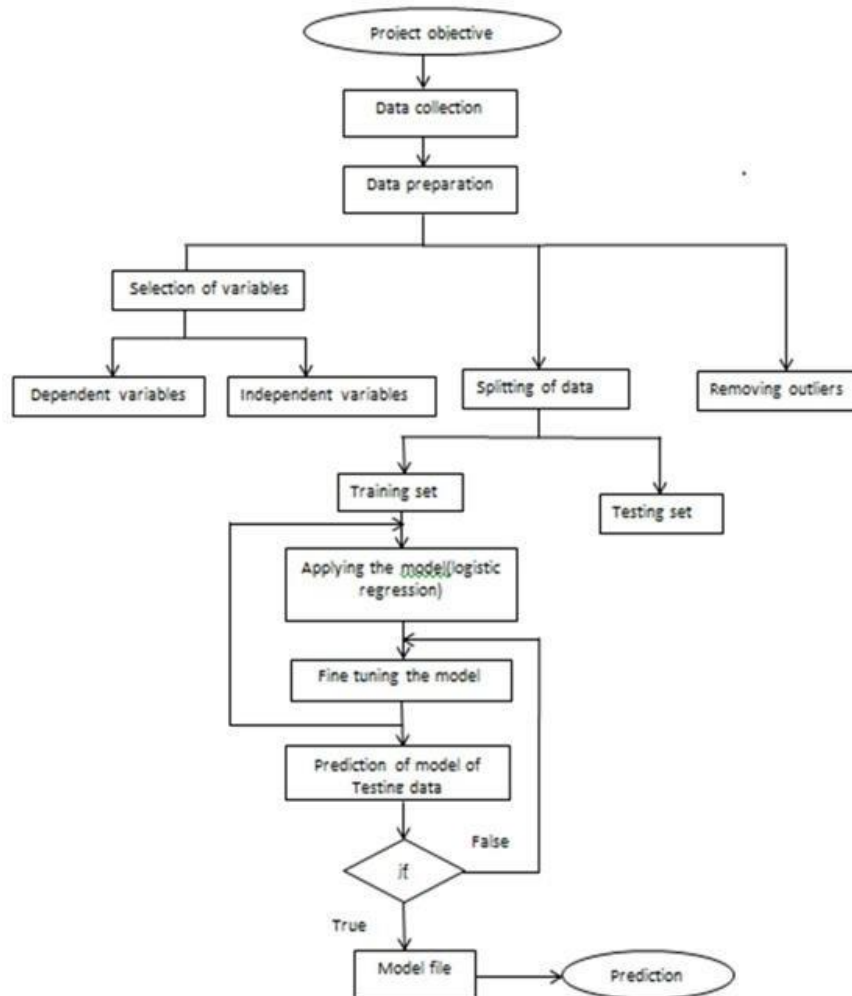 Project objective
Data collection
Data preparation
Selection of variables
Dependent variables
Independent variables
Splitting of data
Removing outliers
Training set
Testing set
Applying the model(logistic
regression)
Fine tuning the model
Prediction of model of
Testing data
False
if
True
Model file
Prediction